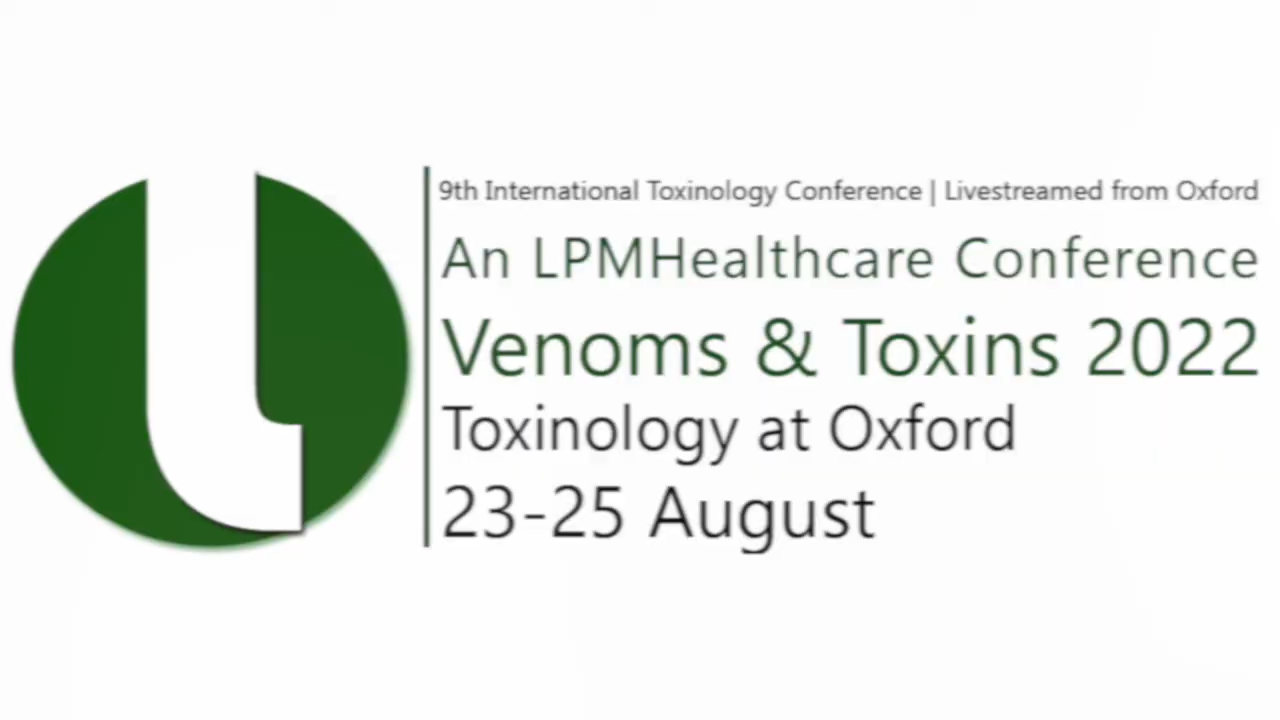 9th International Toxinology Conference | Livestreamed from Oxford
An LPMHealthcare Conference
Venoms & Toxins 2022
Toxinology at Oxford
23-25 August